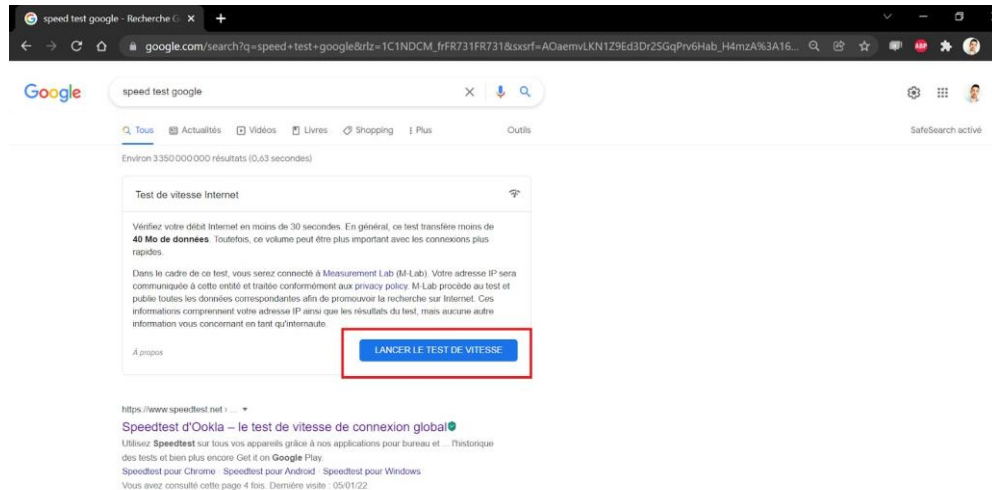 speed test google - Recherche G
google.com/search?q=speed+test+google&rlz=1C1NDCM_frFR731FR731&sxsrf=AOaemvLKN1Z9Ed3Dr2SGqPrv6Hab_H4mzA%3A16...
ABP
Google
speed test google
Tous Actualités Vidéos Livres Shopping Plus Outils
SafeSearch activé
Environ 3 350 000 000 résultats (0,63 secondes)
Test de vitesse Internet
Vérifiez votre débit Internet en moins de 30 secondes. En général, ce test transfère moins de
40 Mo de données. Toutefois, ce volume peut être plus important avec les connexions plus
rapides.
Dans le cadre de ce test, vous serez connecté à Measurement Lab (M-Lab). Votre adresse IP sera
communiquée à cette entité et traitée conformément aux privacy policy. M-Lab procède au test et
publie toutes les données correspondantes afin de promouvoir la recherche sur Internet. Ces
informations comprennent votre adresse IP ainsi que les résultats du test, mais aucune autre
information vous concernant en tant qu'internaute.
À propos
LANCER LE TEST DE VITESSE
https://www.speedtest.net › ...
Speedtest d'Ookla – le test de vitesse de connexion global
Utilisez Speedtest sur tous vos appareils grâce à nos applications pour bureau et ... l'historique
des tests et bien plus encore Get it on Google Play.
Speedtest pour Chrome · Speedtest pour Android · Speedtest pour Windows
Vous avez consulté cette page 4 fois. Dernière visite : 05/01/22